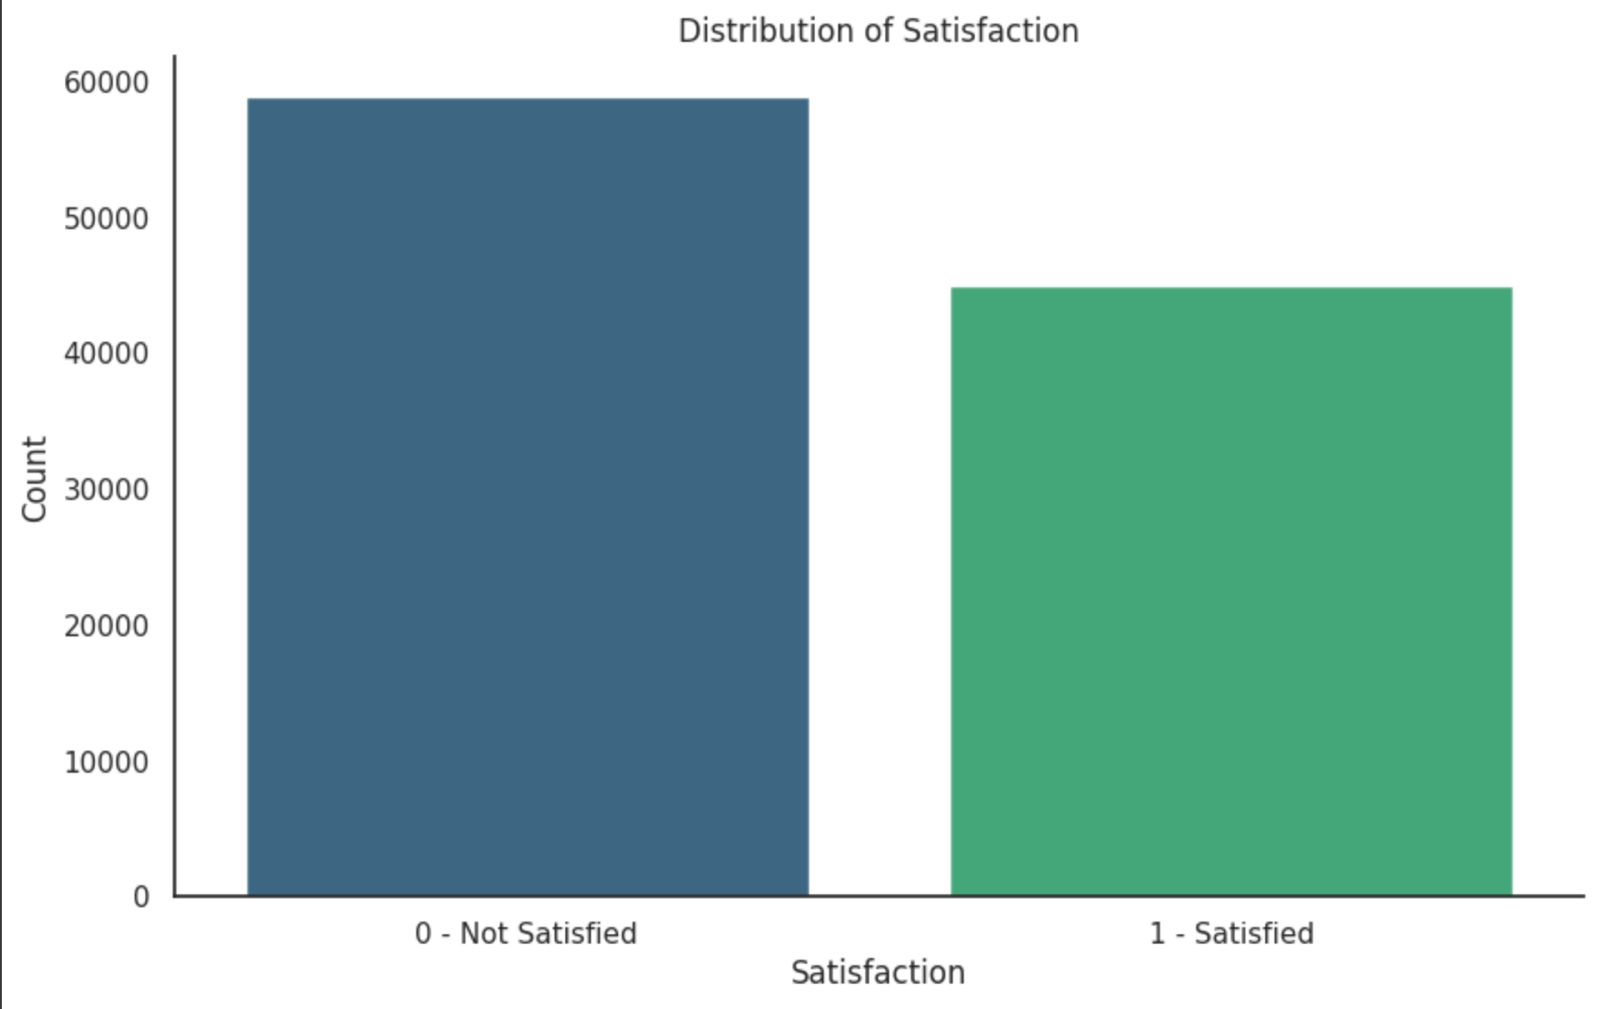 Distribution of Satisfaction
60000
50000
40000
30000
20000
10000
0
Count
0 - Not Satisfied
1 - Satisfied
Satisfaction